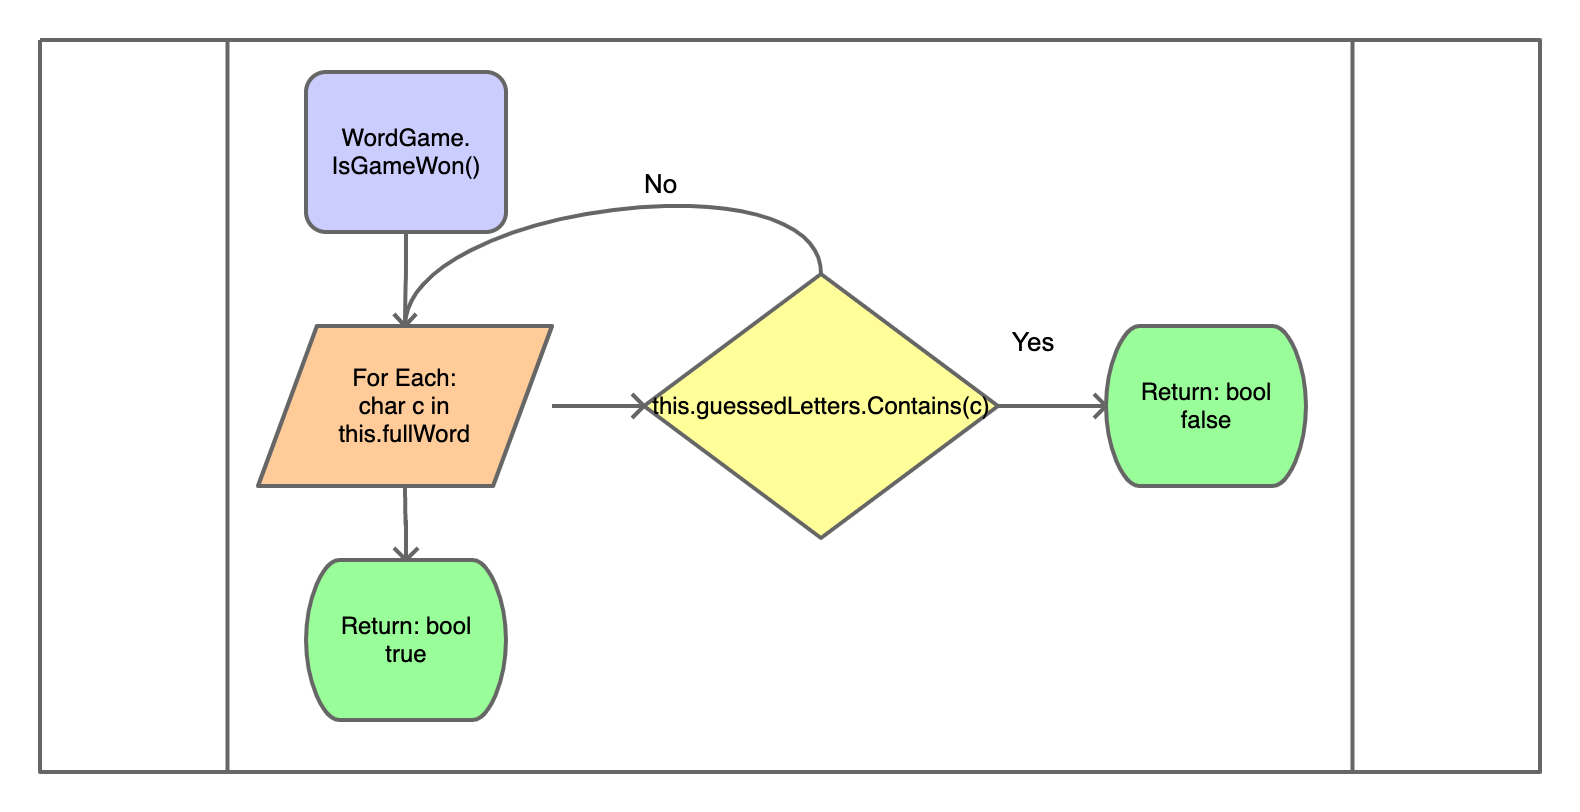 WordGame.
IsGameWon()
No
For Each:
char c in
this.fullWord
this.guessedLetters.Contains(c)
Yes
Return: bool
false
Return: bool
true